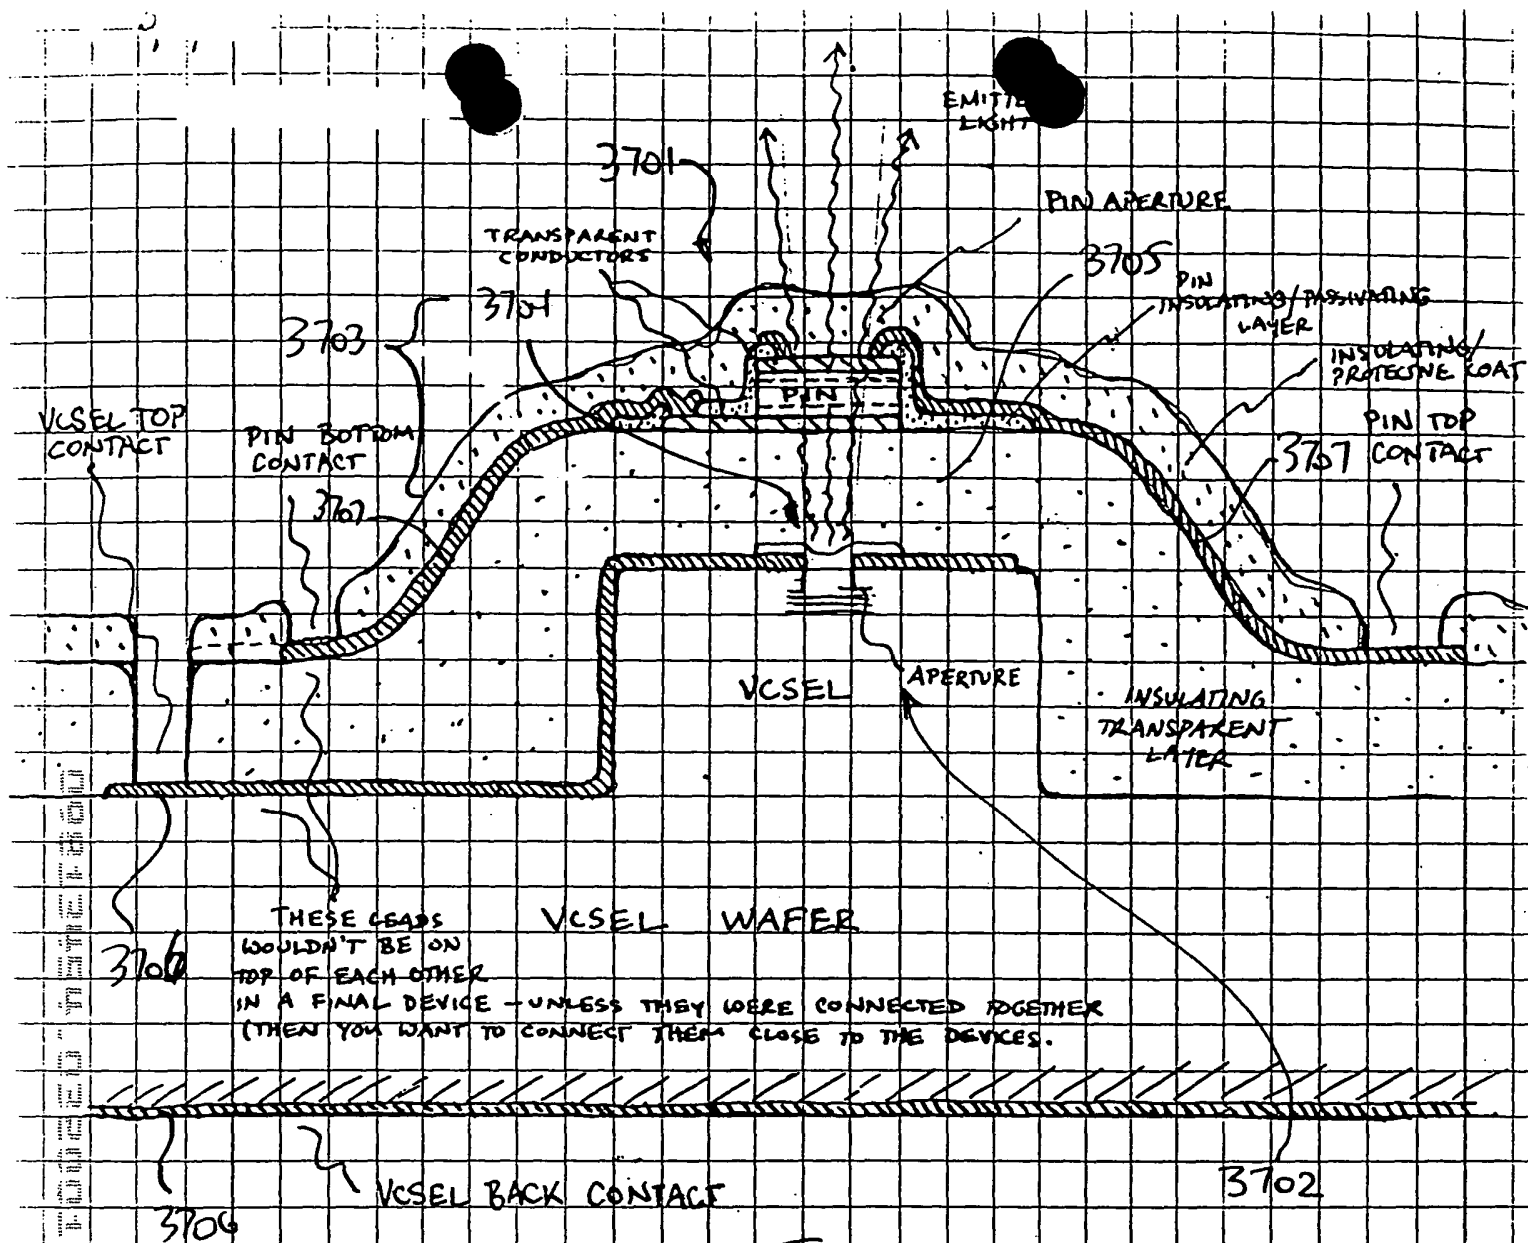 EMITTE
LIGHT
3701
PIN APERTURE
TRANSPARENT
CONDUCTORS
3705
PIN
INSULATING/PASSIVATING
LAYER
3704
3703
INSULATING/
PROTECTIVE COAT
VCSEL TOP
CONTACT
PIN BOTTOM
CONTACT
PIN
PIN TOP
CONTACT
3707
3707
VCSEL
APERTURE
INSULATING
TRANSPARENT
LAYER
3706
THESE LEADS
WOULDN'T BE ON
TOP OF EACH OTHER
IN A FINAL DEVICE - UNLESS THEY WERE CONNECTED TOGETHER
(THEN YOU WANT TO CONNECT THEM CLOSE TO THE DEVICES.
VCSEL WAFER
3702
VCSEL BACK CONTACT
3706